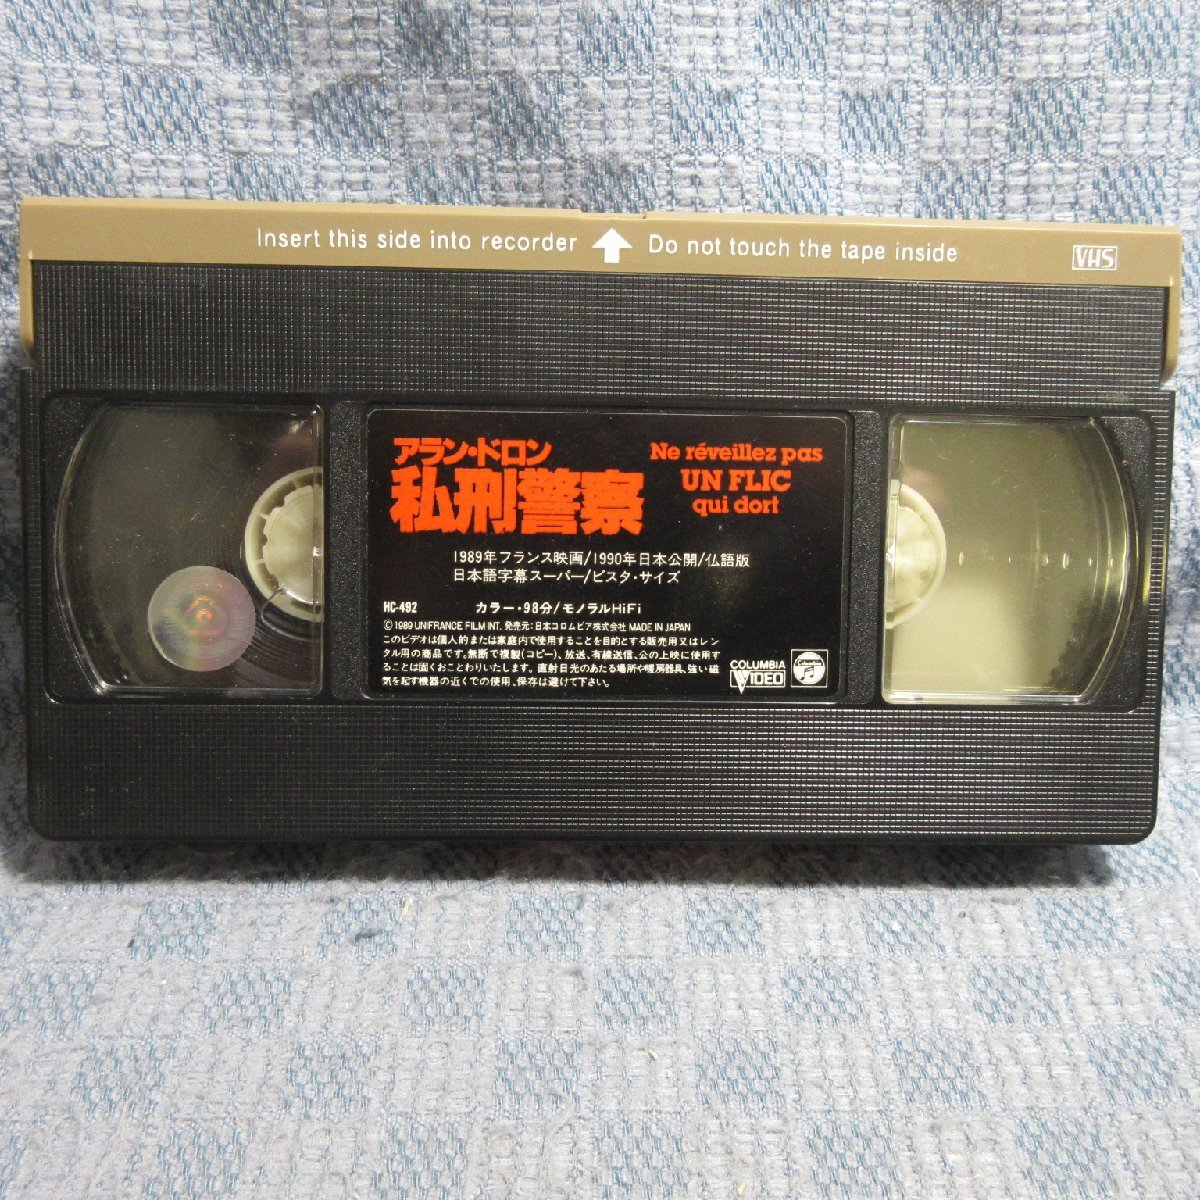 Insert this side into recorder
Do not touch the tape inside
VHS
アラン・ドロン
私刑警察
Ne réveillez pas
UN FLIC
qui dort
1989年フランス映画/1990年日本公開/仏語版
日本語字幕スーパー/ビスタ・サイズ
HC-492 カラー・98分/モノラルHiFi
©1989 UNIFRANCE FILM INT. 発売元:日本コロムビア株式会社 MADE IN JAPAN
このビデオは個人的または家庭内で使用することを目的とする販売用又はレン
タル用の商品です。無断で複製(コピー)、放送、有線送信、公の上映に使用す
ることは固くおことわりいたします。直射日光のあたる場所や暖房器具、強い磁
気を起す機器の近くでの使用、保存は避けて下さい。
COLUMBIA
VIDEO